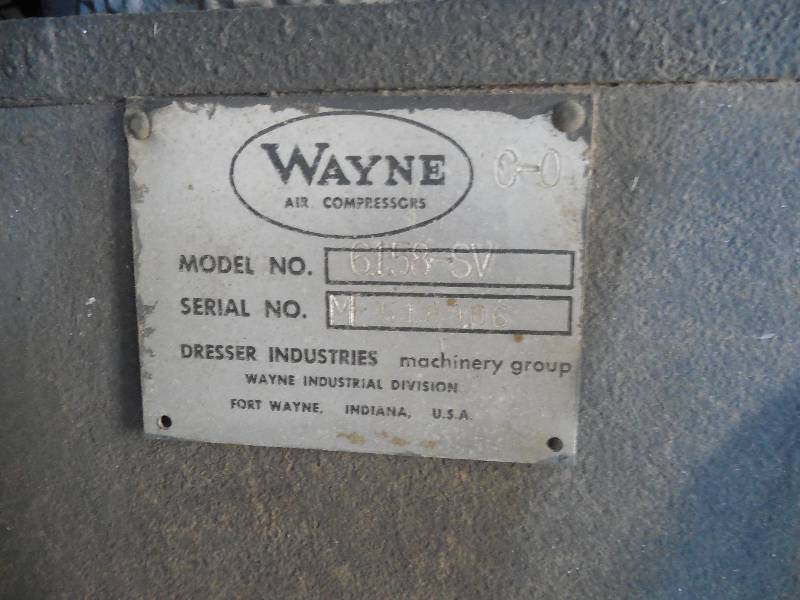 WAYNE C-O
AIR COMPRESSORS
MODEL NO. 6158-SV
SERIAL NO.
DRESSER INDUSTRIES machinery group
WAYNE INDUSTRIAL DIVISION
FORT WAYNE, INDIANA, U.S.A.